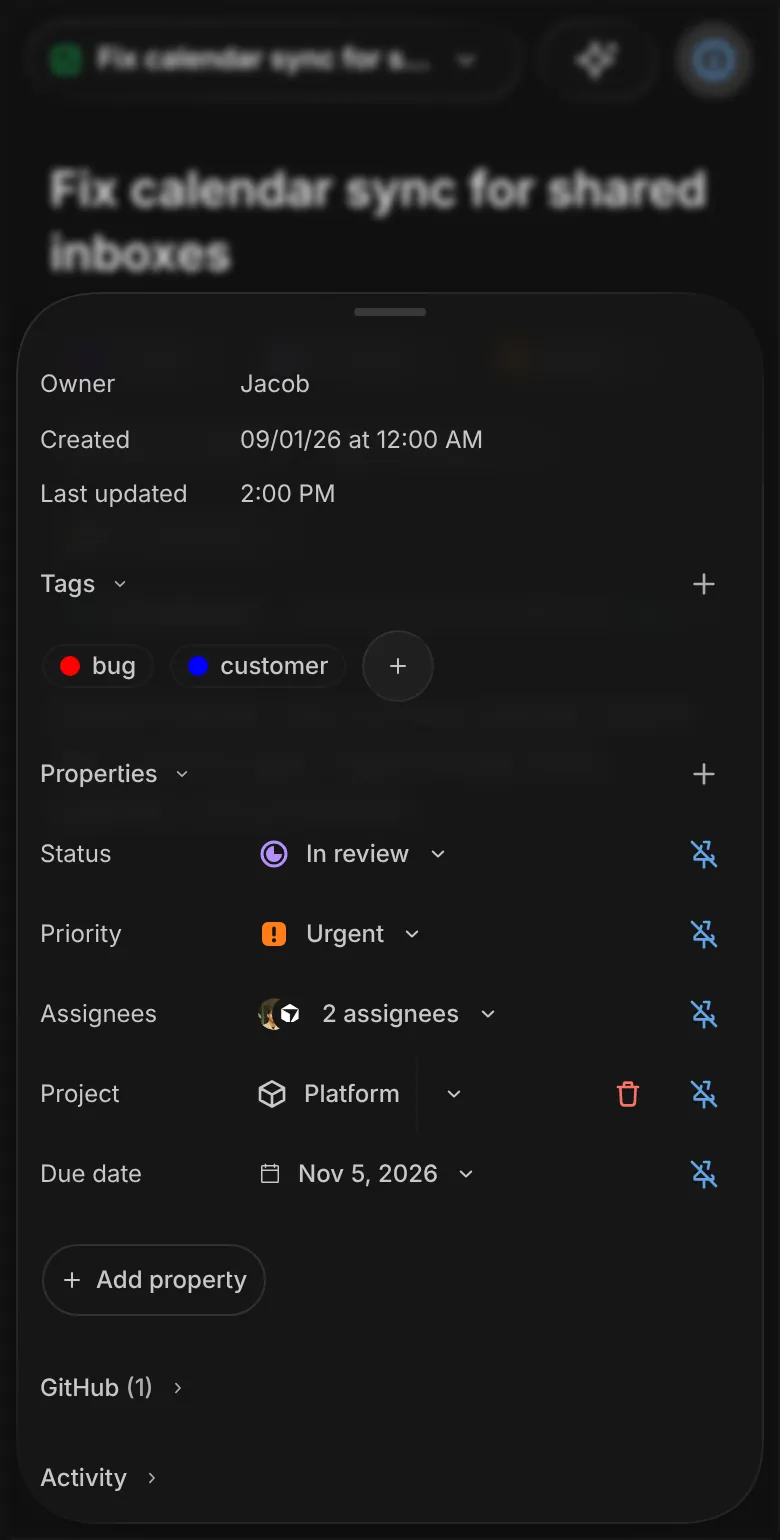 Fix calendar sync for s...
Fix calendar sync for shared
inboxes
Owner Jacob
Created 09/01/26 at 12:00 AM
Last updated 2:00 PM
Tags
bug customer
Properties
Status In review
Priority Urgent
Assignees 2 assignees
Project Platform
Due date Nov 5, 2026
Add property
GitHub (1)
Activity